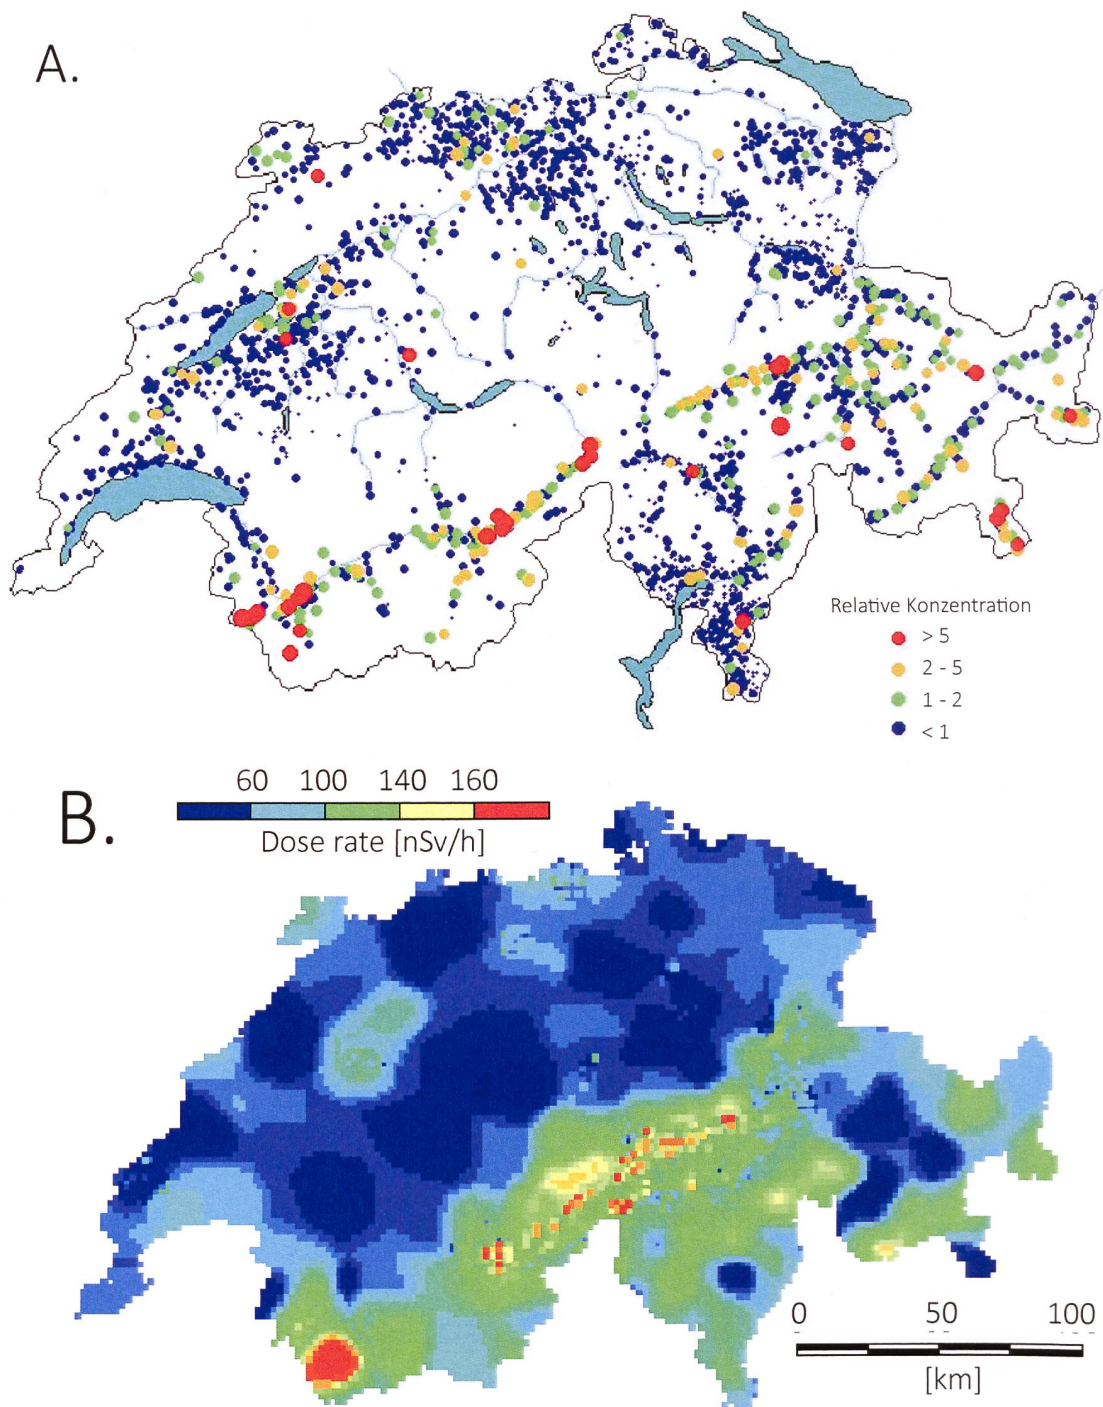 A.
Relative Konzentration
> 5
2 - 5
1 - 2
< 1
B.
60 100 140 160
Dose rate [nSv/h]
0 50 100
[km]